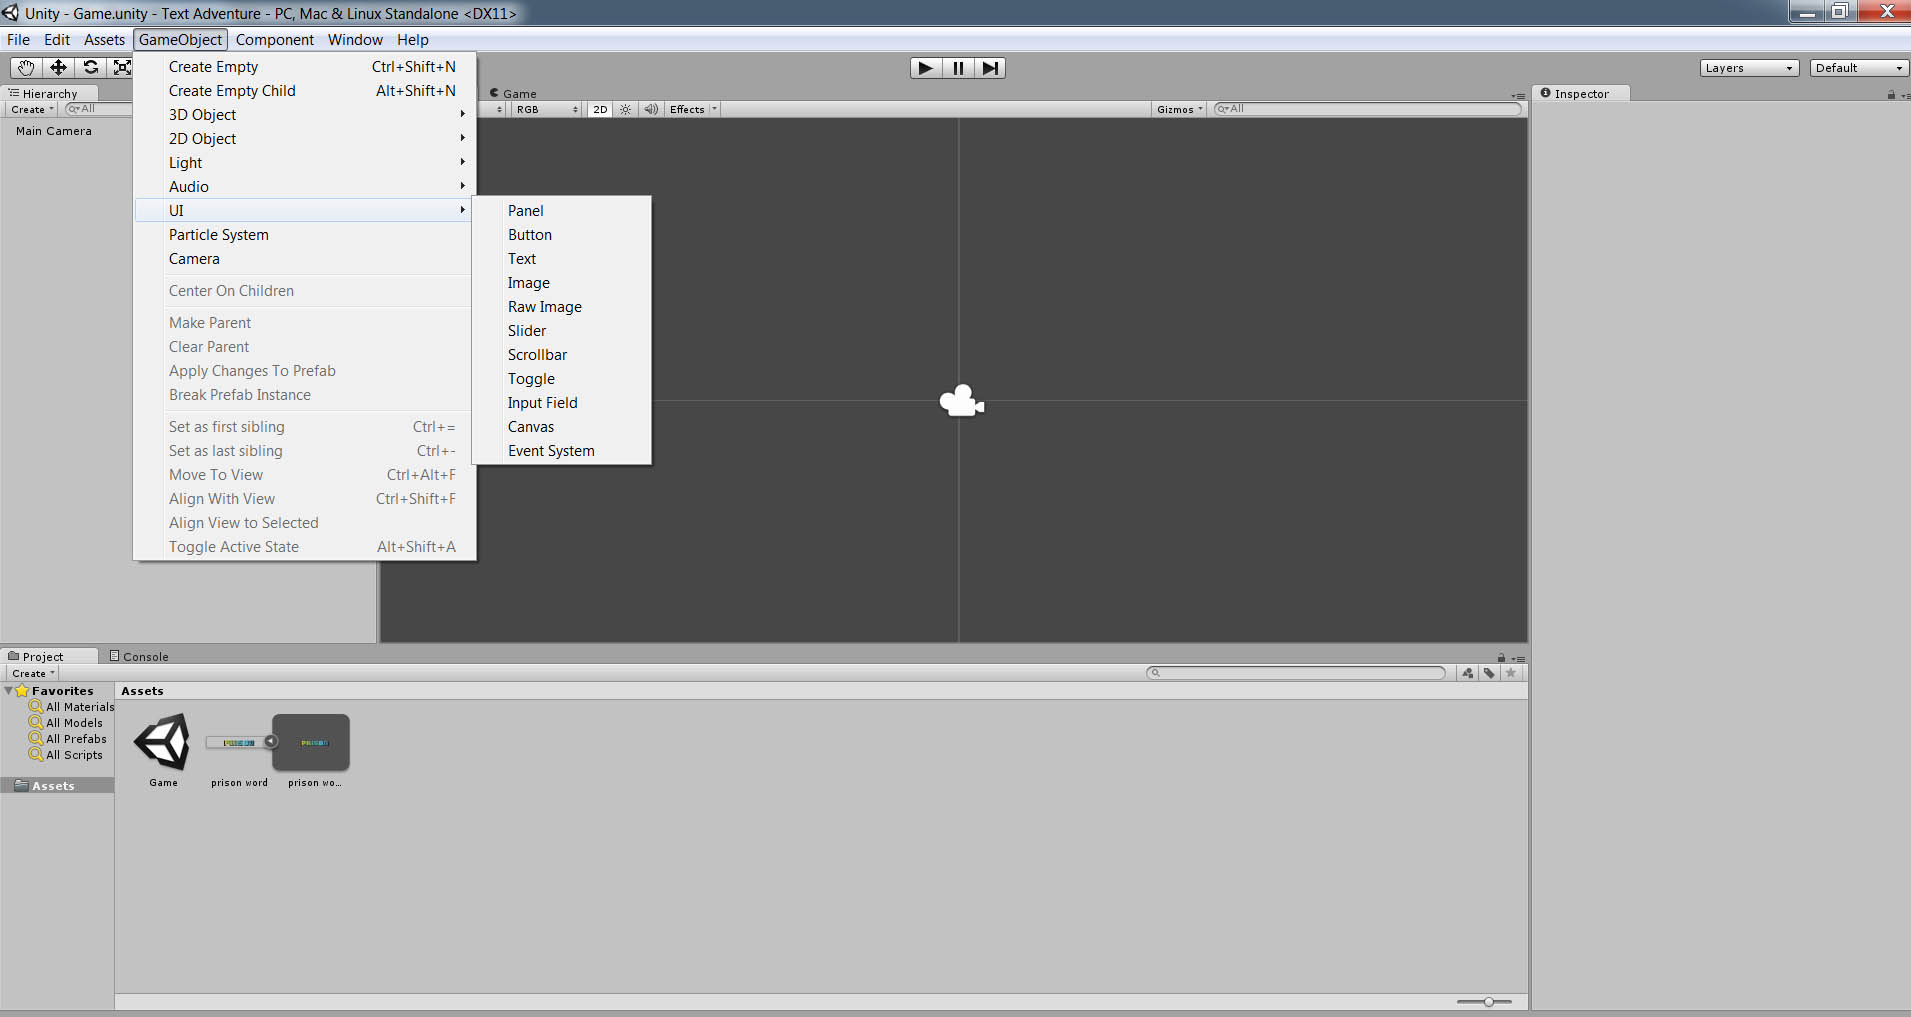 Unity - Game.unity - Text Adventure - PC, Mac & Linux Standalone <DX11>
File Edit Assets GameObject Component Window Help
Layers Default
Create Empty Ctrl+Shift+N
Create Empty Child Alt+Shift+N
3D Object
2D Object
Light
Audio
UI
Particle System
Camera
Center On Children
Make Parent
Clear Parent
Apply Changes To Prefab
Break Prefab Instance
Set as first sibling Ctrl+=
Set as last sibling Ctrl+-
Move To View Ctrl+Alt+F
Align With View Ctrl+Shift+F
Align View to Selected
Toggle Active State Alt+Shift+A
Panel
Button
Text
Image
Raw Image
Slider
Scrollbar
Toggle
Input Field
Canvas
Event System
Hierarchy
Create All
Main Camera
Game
RGB 2D Effects Gizmos All
Inspector
Project Console
Create
Favorites
All Materials
All Models
All Prefabs
All Scripts
Assets
Assets
PRISON PRISON
Game prison word prison wo...